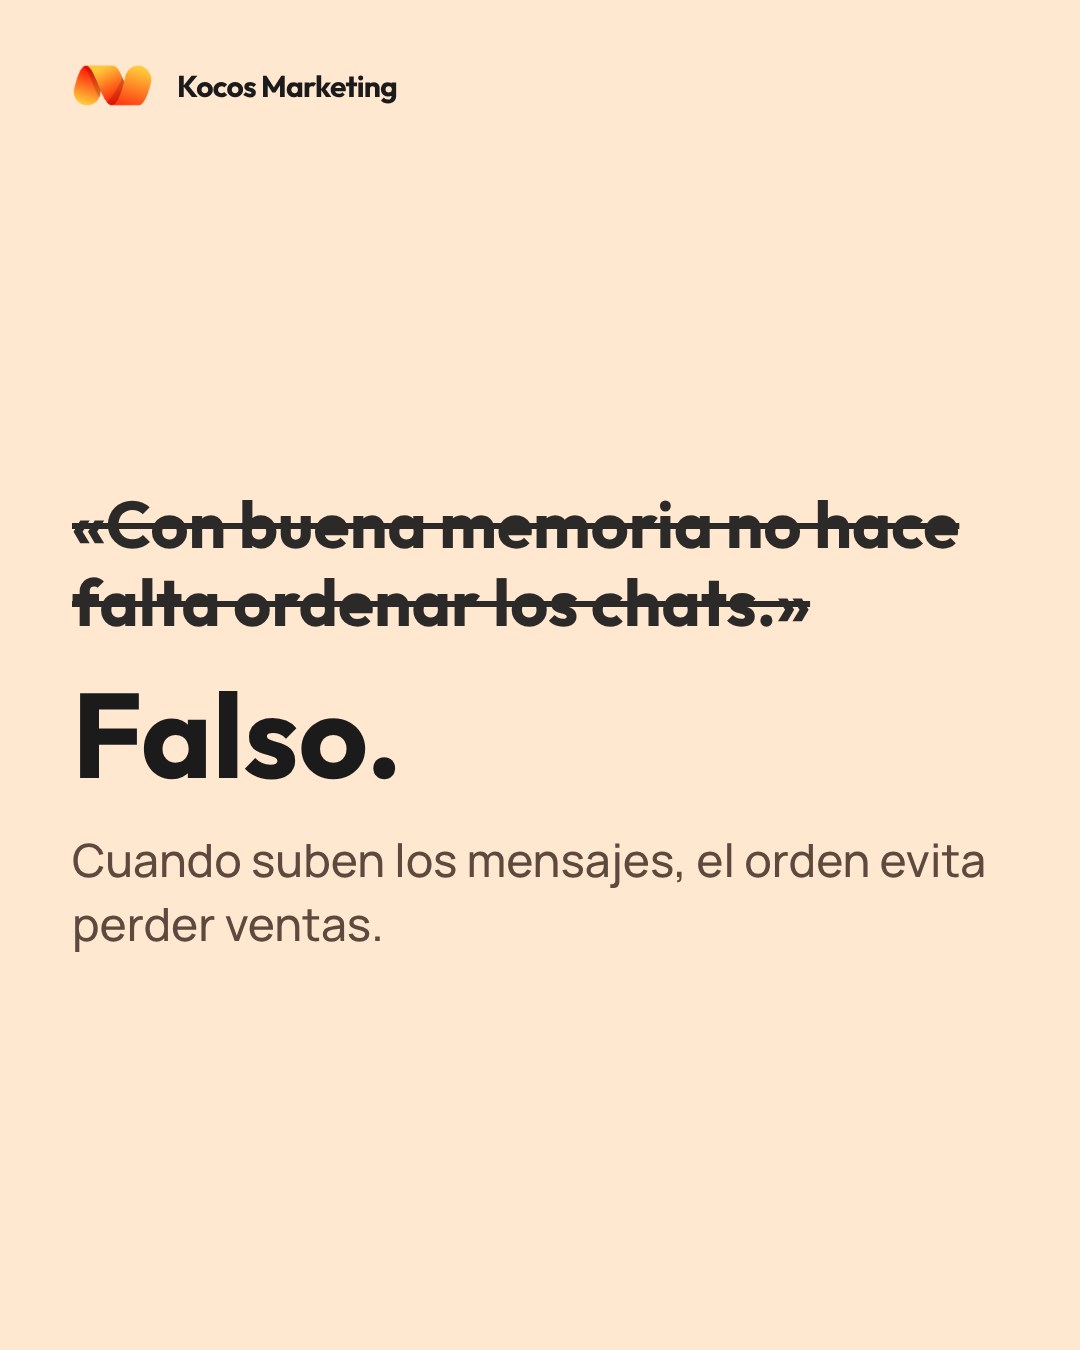 Kocos Marketing
«Con buena memoria no hace
falta ordenar los chats.»
Falso.
Cuando suben los mensajes, el orden evita
perder ventas.